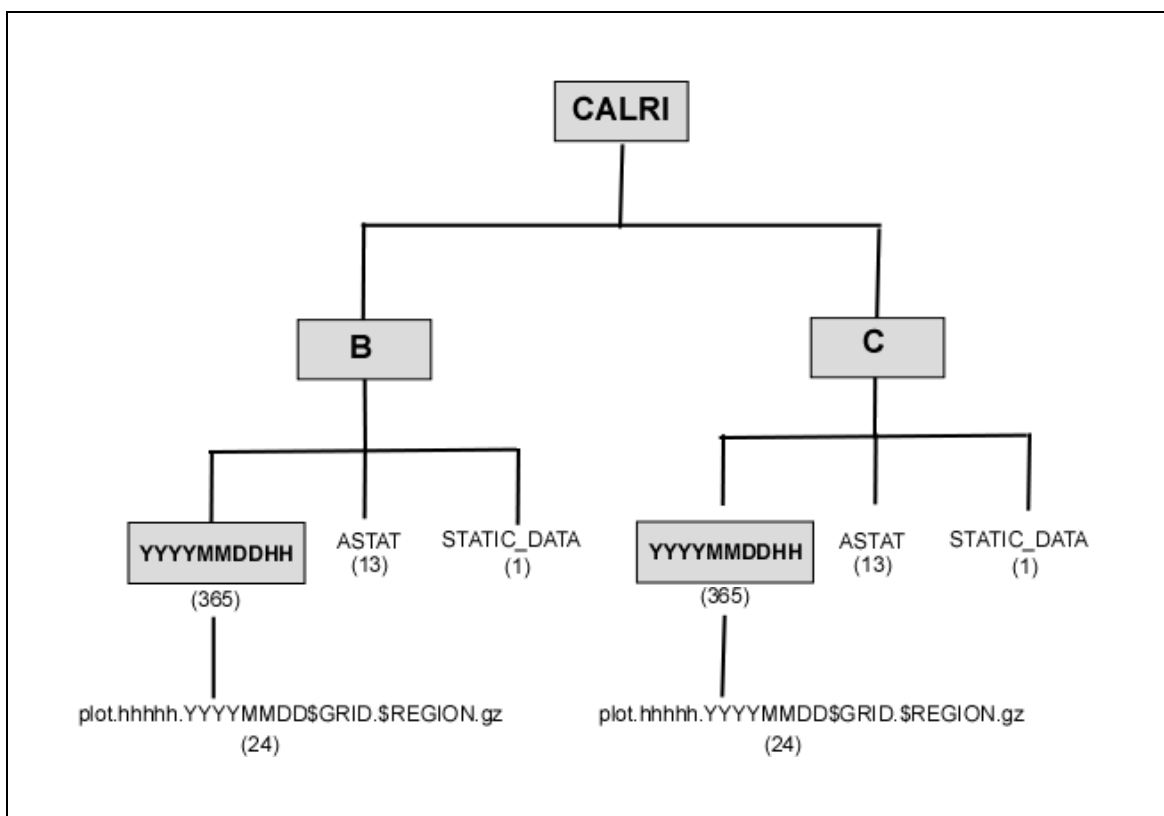 CALRI
B
C
YYYYMMDDHH
(365)
ASTAT
(13)
STATIC_DATA
(1)
YYYYMMDDHH
(365)
ASTAT
(13)
STATIC_DATA
(1)
plot.hhhhh.YYYYMMDD$GRID.$REGION.gz
(24)
plot.hhhhh.YYYYMMDD$GRID.$REGION.gz
(24)